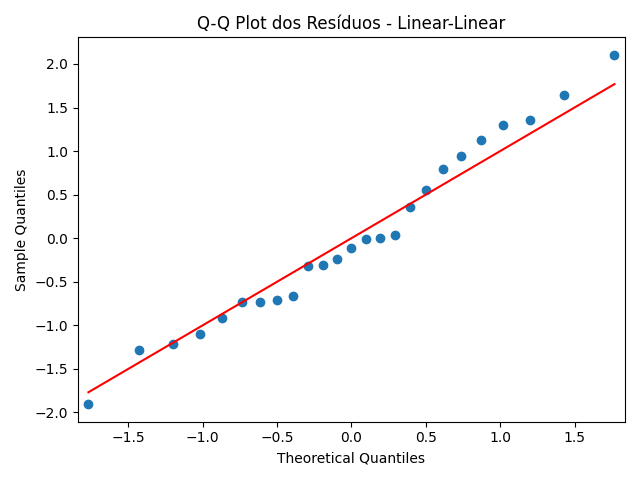 Q-Q Plot dos Resíduos - Linear-Linear
Sample Quantiles
2.0
1.5
1.0
0.5
0.0
−0.5
−1.0
−1.5
−2.0
−1.5 −1.0 −0.5 0.0 0.5 1.0 1.5
Theoretical Quantiles